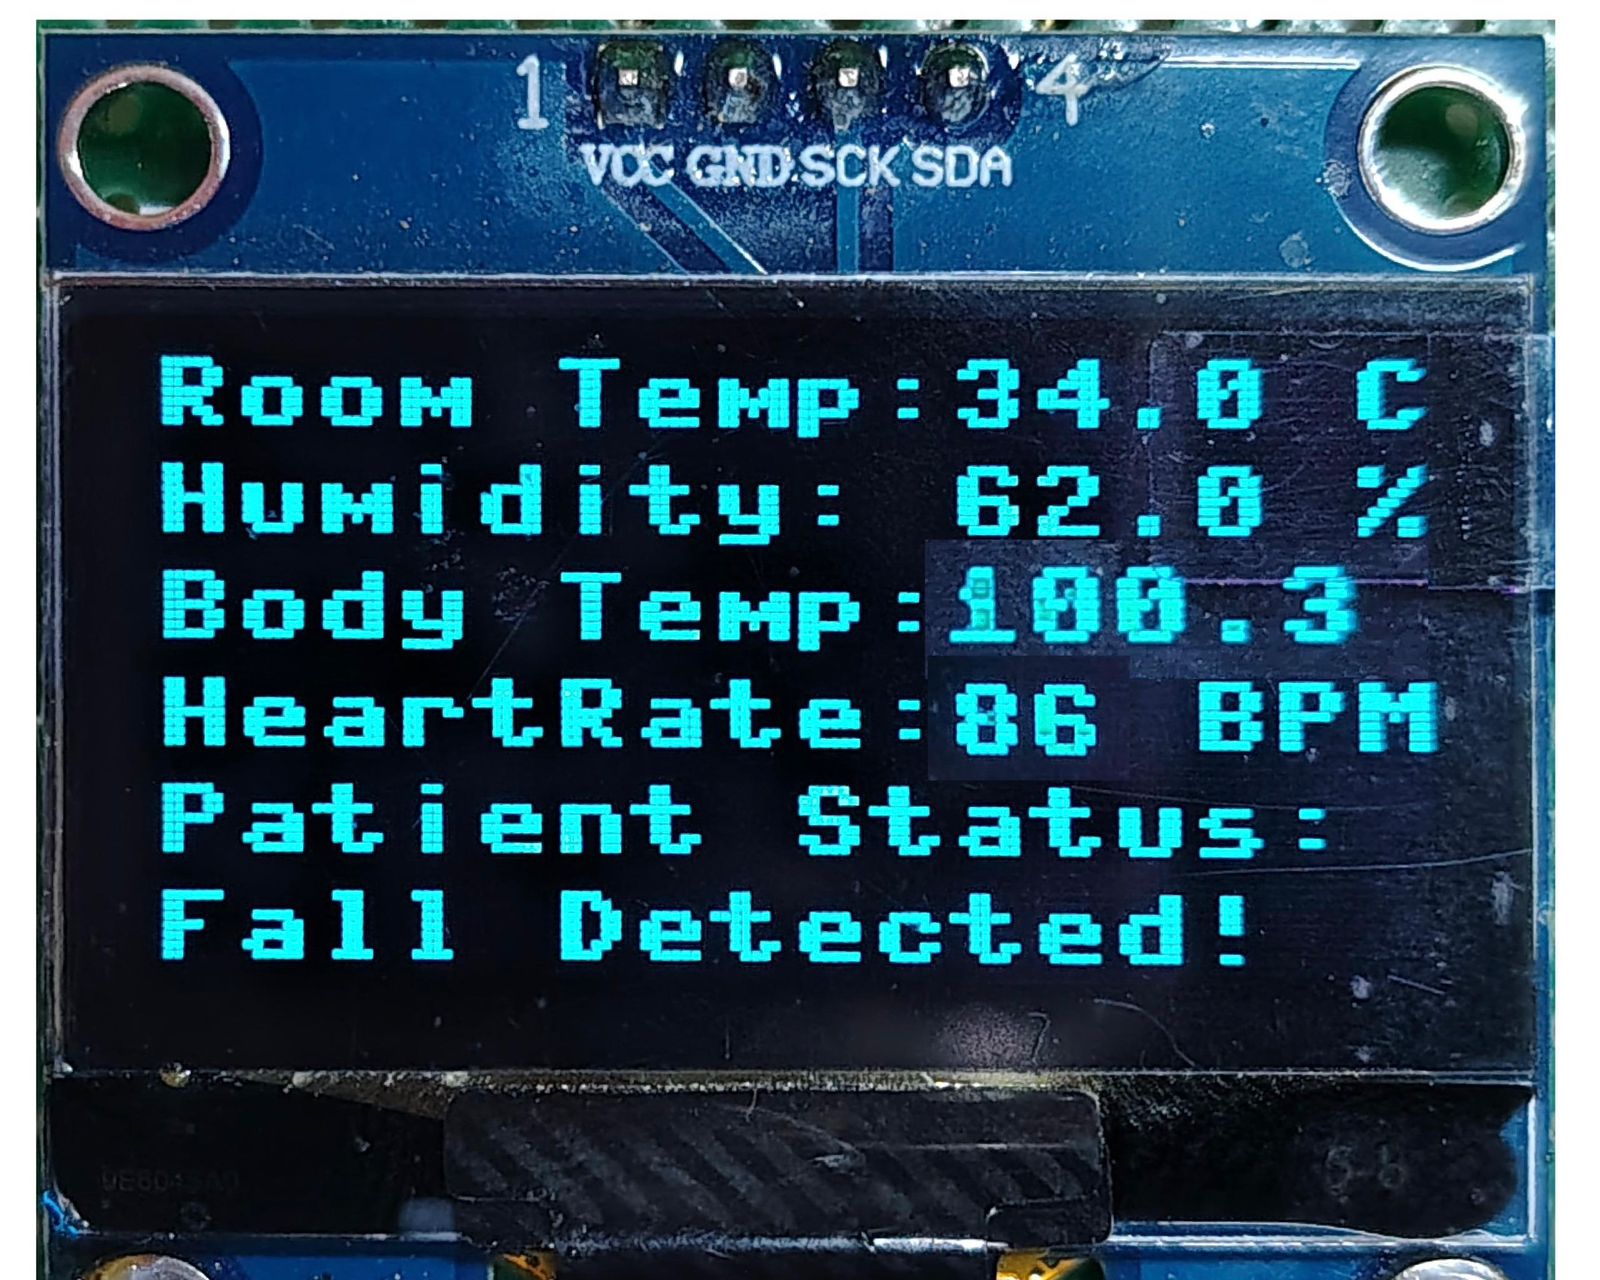 1 4
VCC GND SCK SDA
Room Temp:34.0 C
Humidity: 62.0 %
Body Temp:100.3
HeartRate:86 BPM
Patient Status:
Fall Detected!